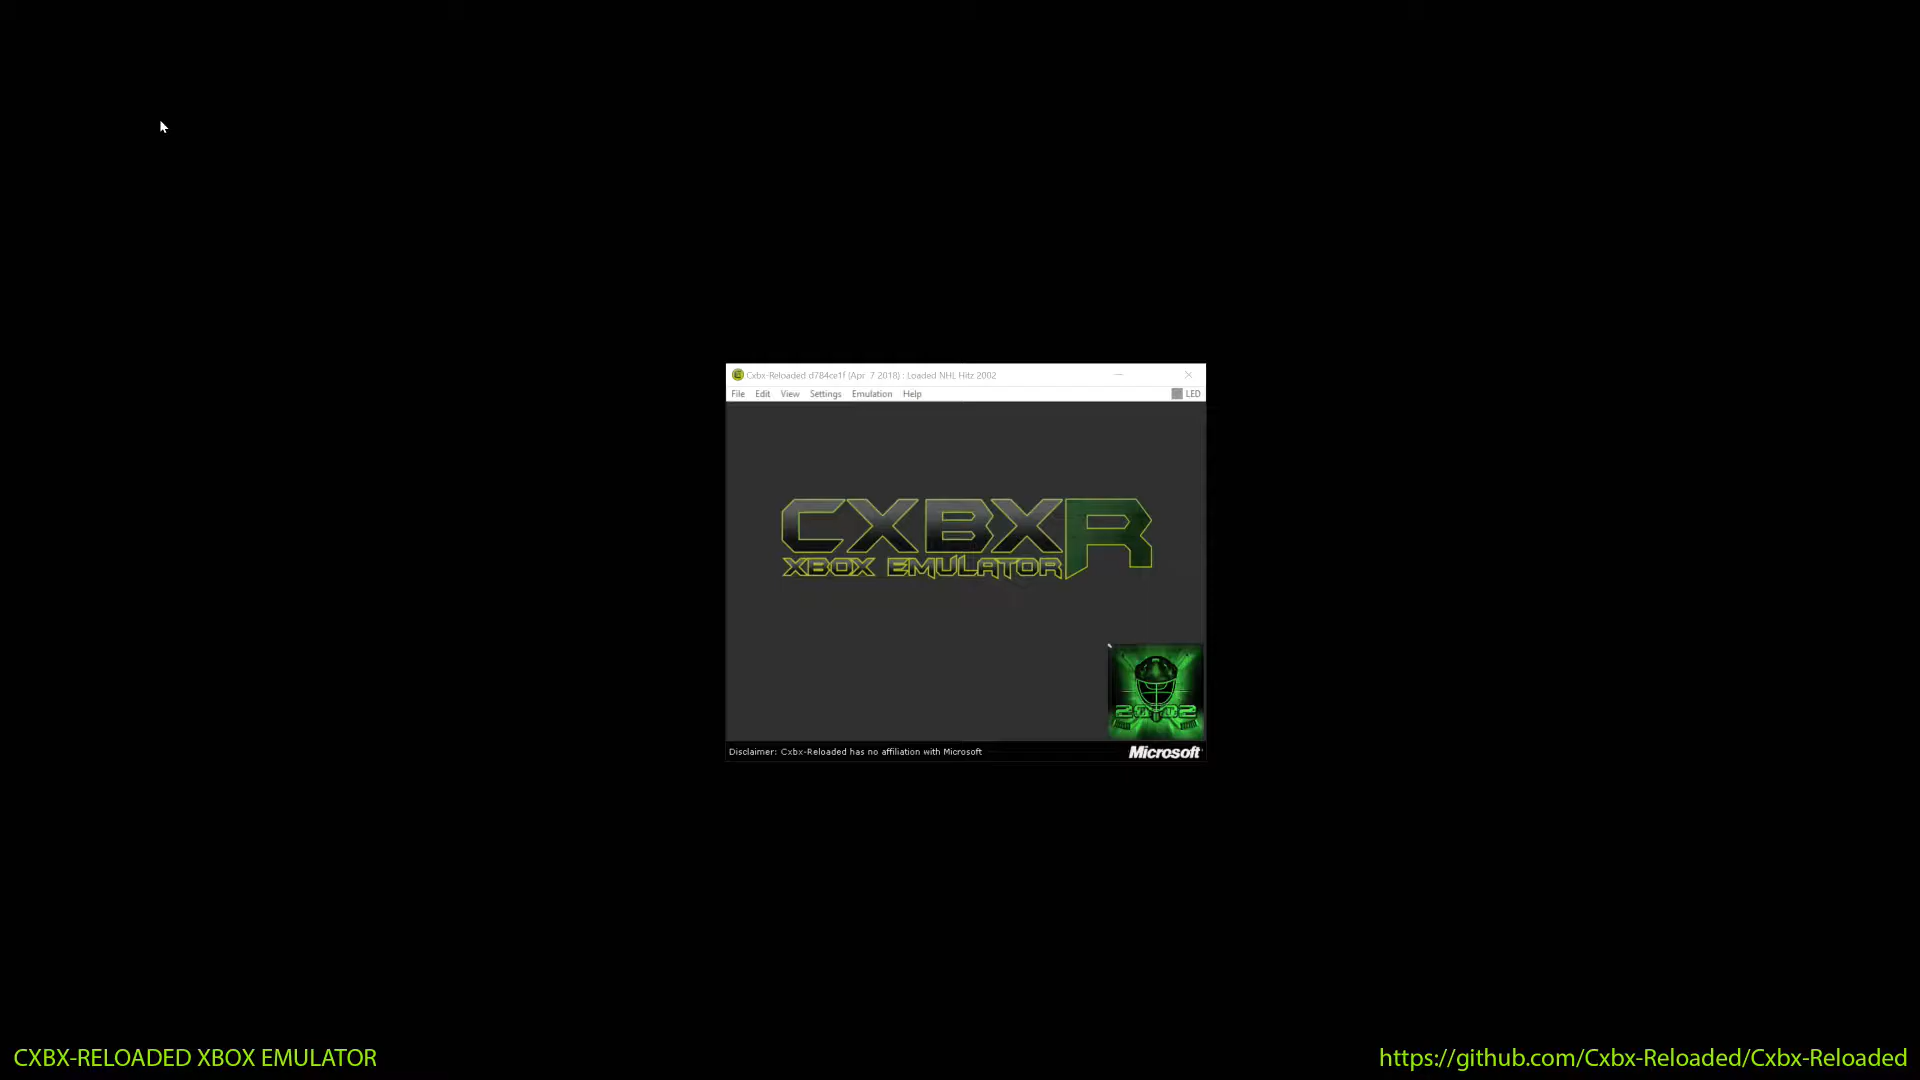 Cxbx-Reloaded d7B4ce1f (Apr 7 2018) : Loaded NHL Hitz 2002
File Edit View Settings Emulation Help LED
CXBXR
XBOX EMULATOR
2002
Disclaimer: Cxbx-Reloaded has no affiliation with Microsoft
Microsoft
CXBX-RELOADED XBOX EMULATOR
https://github.com/Cxbx-Reloaded/Cxbx-Reloaded